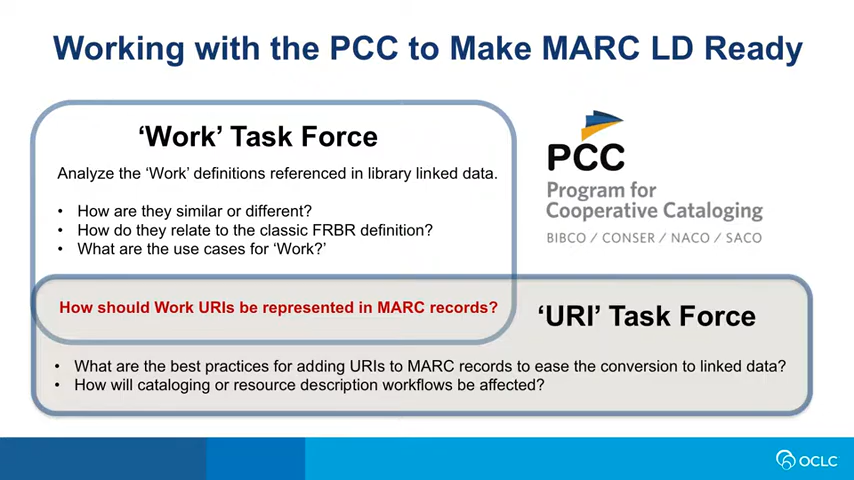 Working with the PCC to Make MARC LD Ready
‘Work’ Task Force
Analyze the ‘Work’ definitions referenced in library linked data.
• How are they similar or different?
• How do they relate to the classic FRBR definition?
• What are the use cases for ‘Work?’
PCC
Program for
Cooperative Cataloging
BIBCO / CONSER / NACO / SACO
How should Work URIs be represented in MARC records?
‘URI’ Task Force
• What are the best practices for adding URIs to MARC records to ease the conversion to linked data?
• How will cataloging or resource description workflows be affected?
OCLC